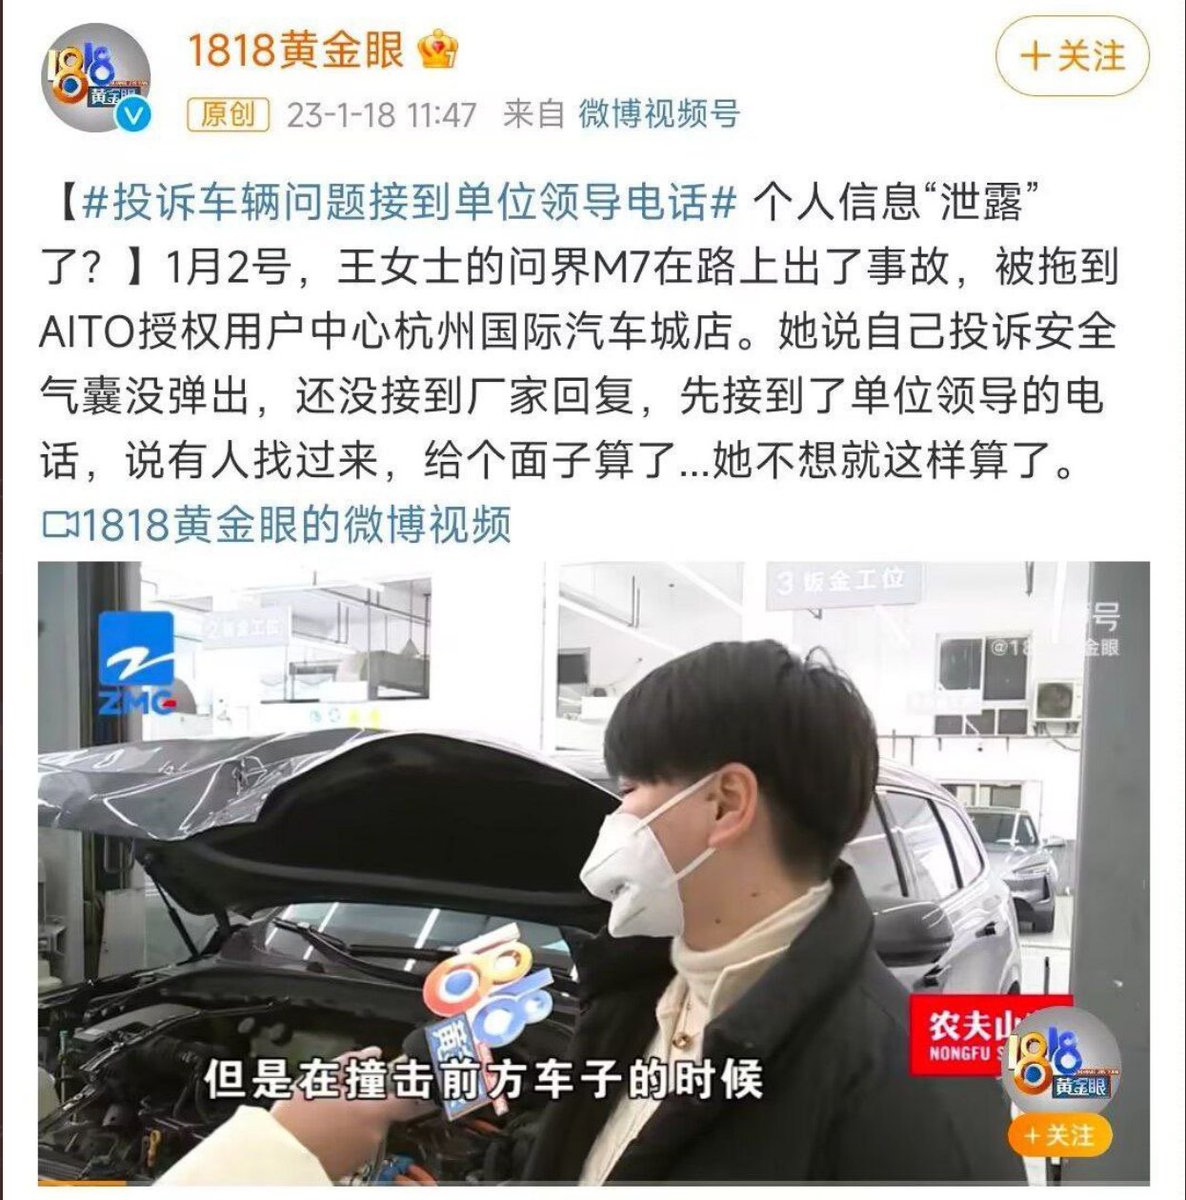 1818黄金眼
+关注
原创 23-1-18 11:47 来自 微博视频号
【#投诉车辆问题接到单位领导电话# 个人信息“泄露”
了？】1月2号，王女士的问界M7在路上出了事故，被拖到
AITO授权用户中心杭州国际汽车城店。她说自己投诉安全
气囊没弹出，还没接到厂家回复，先接到了单位领导的电
话，说有人找过来，给个面子算了...她不想就这样算了。
1818黄金眼的微博视频
3 钣金工位
2 钣金工位
号
@18 金眼
ZMG
但是在撞击前方车子的时候
农夫山
NONGFU S
1818
黄金眼
+关注